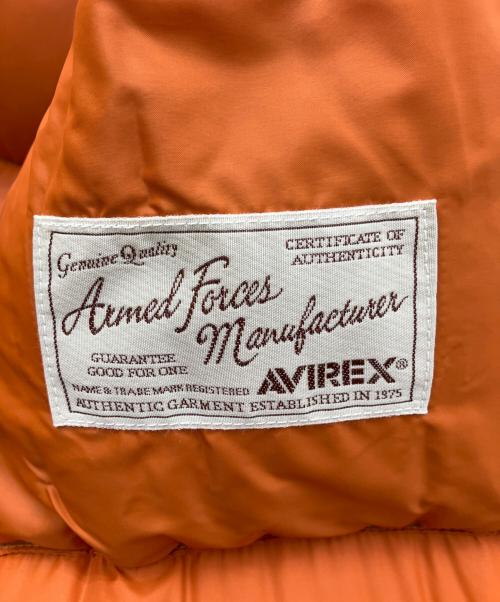 Genuine Quality
CERTIFICATE OF
AUTHENTICITY
Armed Forces
Manufacturer
GUARANTEE
GOOD FOR ONE
NAME & TRADE MARK REGISTERED
AVIREX®
AUTHENTIC GARMENT ESTABLISHED IN 1975